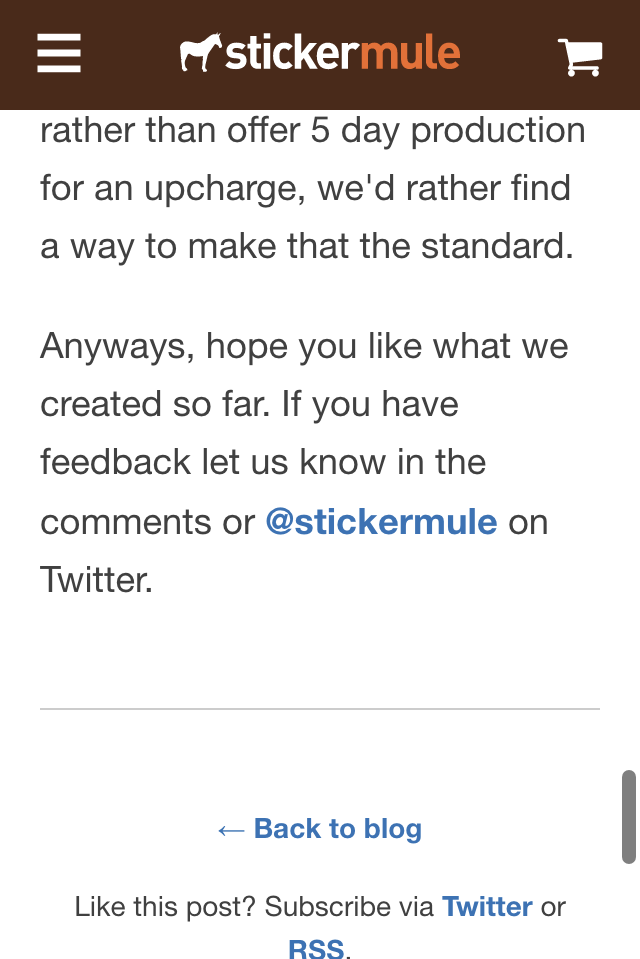 stickermule
rather than offer 5 day production
for an upcharge, we'd rather find
a way to make that the standard.
Anyways, hope you like what we
created so far. If you have
feedback let us know in the
comments or @stickermule on
Twitter.
← Back to blog
Like this post? Subscribe via Twitter or
RSS.